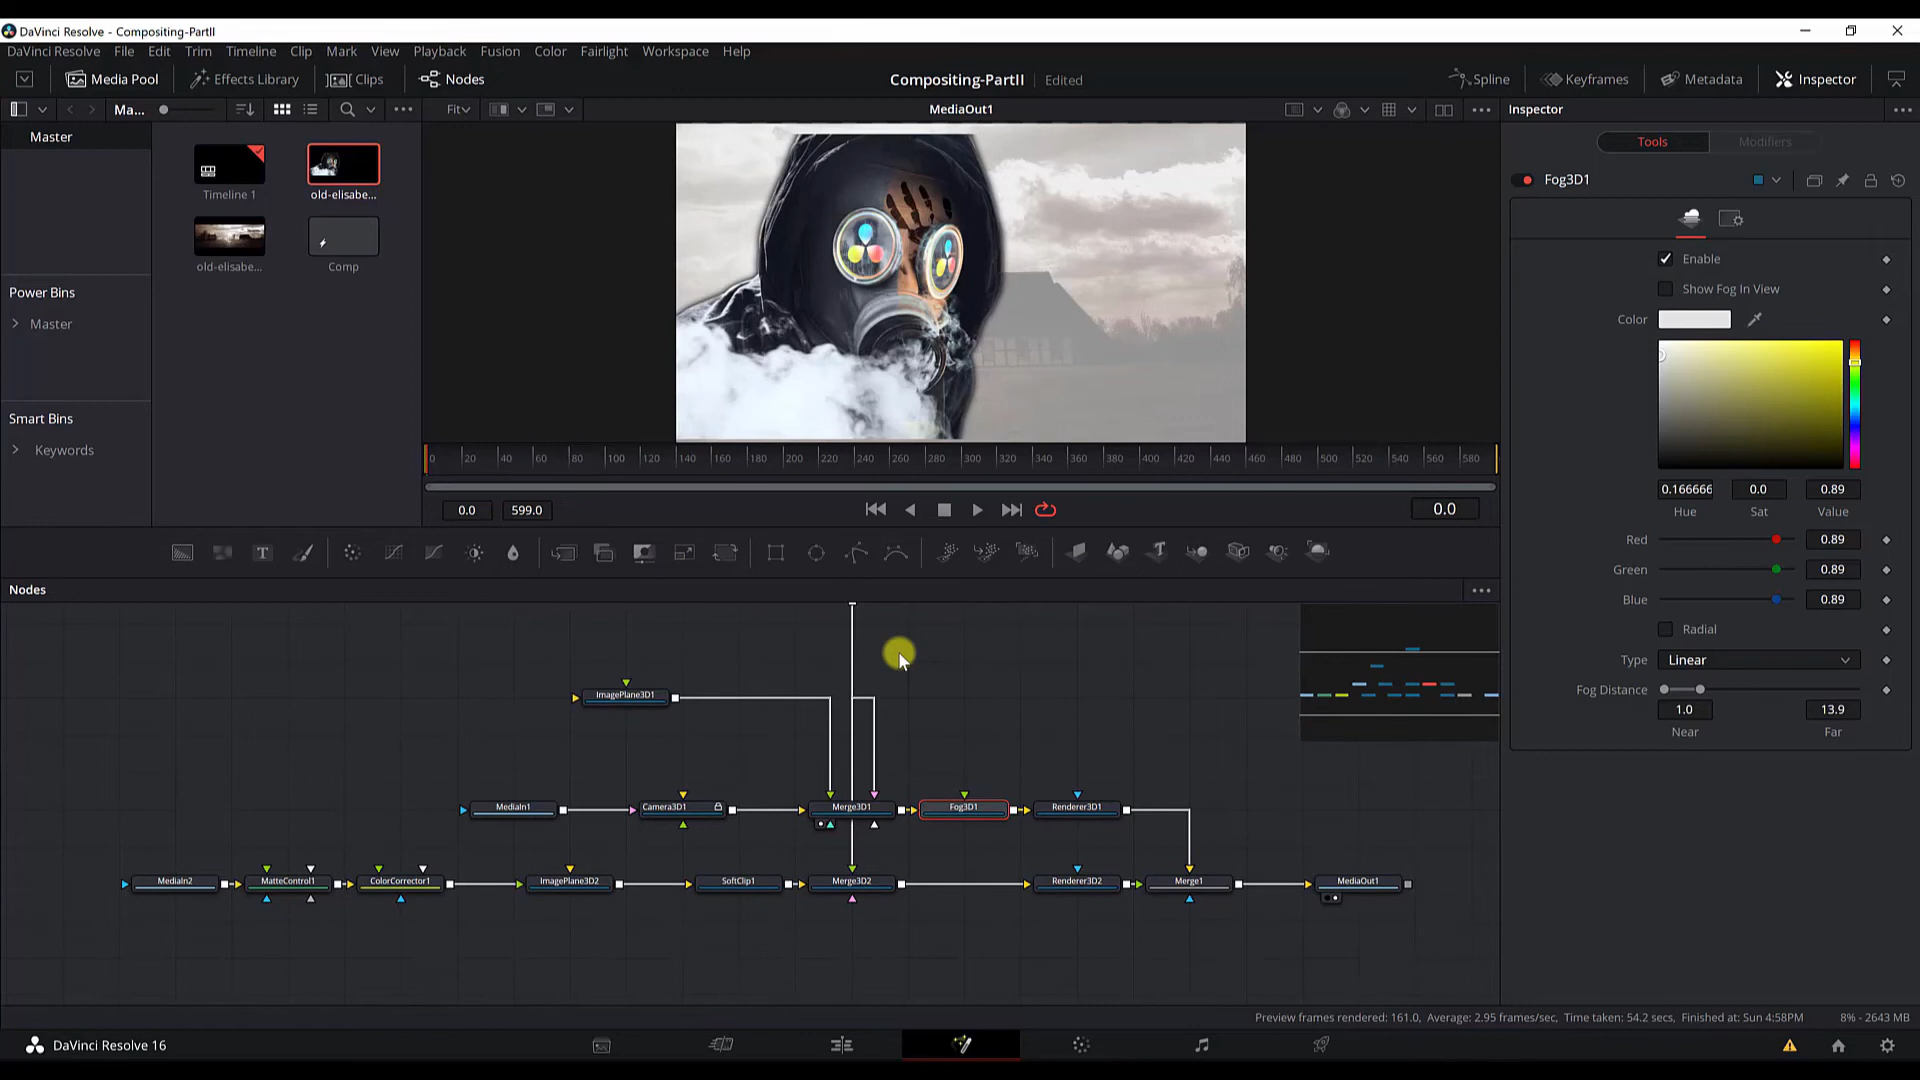 DaVinci Resolve - Compositing-PartII
DaVinci Resolve File Edit Trim Timeline Clip Mark View Playback Fusion Color Fairlight Workspace Help
Media Pool Effects Library Clips Nodes Compositing-PartII Edited Spline Keyframes Metadata Inspector
Ma... Fit MediaOut1 Inspector
Master
Tools Modifiers
Timeline 1 old-elisabe...
Fog3D1
old-elisabe... Comp
Enable
Show Fog In View
Power Bins
Master
Color
Smart Bins
Keywords
0 20 40 60 80 100 120 140 160 180 200 220 240 260 280 300 320 340 360 380 400 420 440 460 480 500 520 540 560 580
0.166666 0.0 0.89
Hue Sat Value
0.0 599.0 0.0
Red 0.89
Green 0.89
Nodes
Blue 0.89
Radial
Type Linear
Fog Distance
1.0 13.9
Near Far
ImagePlane3D1
MediaIn1 Camera3D1 Merge3D1 Fog3D1 Renderer3D1
MediaIn2 MatteControl1 ColorCorrector1 ImagePlane3D2 SoftClip1 Merge3D2 Renderer3D2 Merge1 MediaOut1
Preview frames rendered: 161.0, Average: 2.95 frames/sec, Time taken: 54.2 secs, Finished at: Sun 4:58PM 8% - 2643 MB
DaVinci Resolve 16